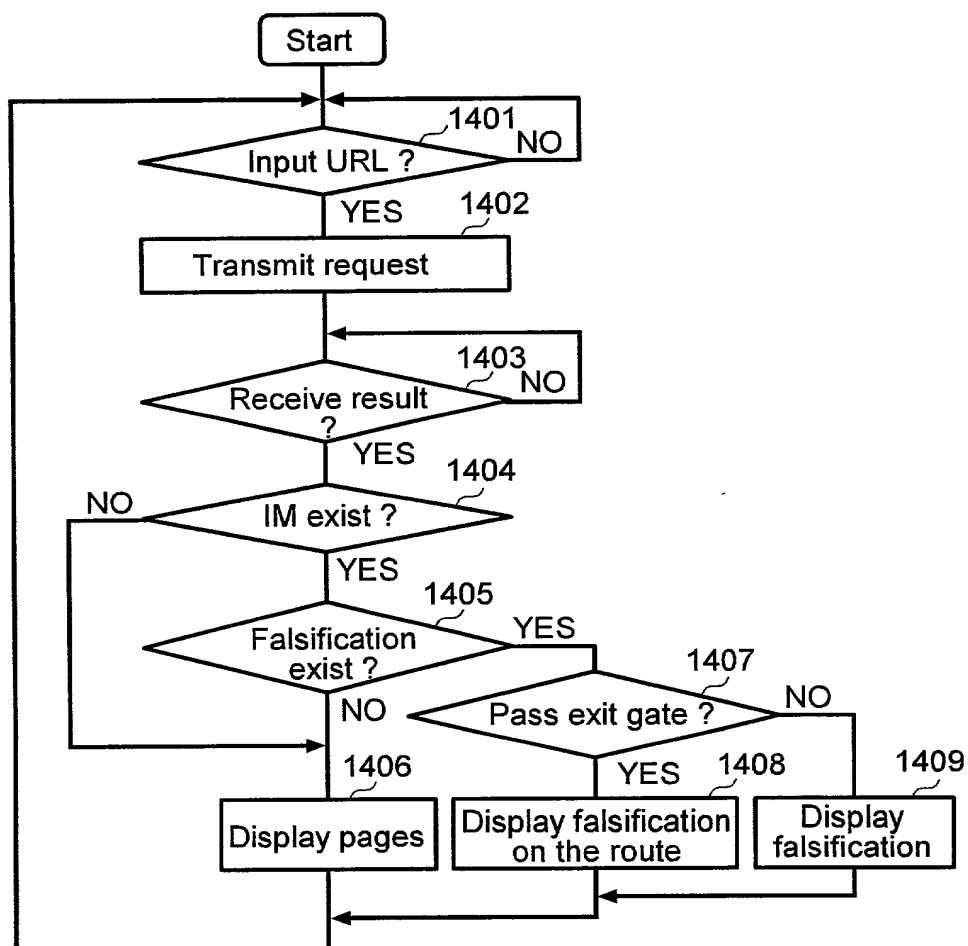 Start
1401
NO
Input URL ?
YES
1402
Transmit request
1403
NO
Receive result
?
YES
1404
NO
IM exist ?
YES
1405
YES
Falsification
exist ?
1407
NO
NO
Pass exit gate ?
1406
YES
1408
1409
Display pages
Display falsification
on the route
Display
falsification